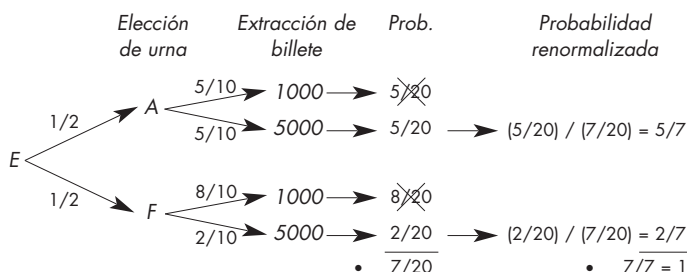 Elección de urna Extracción de billete Prob. Probabilidad renormalizada
5/10 1000 5/20
1/2 A
5/10 5000 5/20 (5/20) / (7/20) = 5/7
E
8/10 1000 8/20
1/2 F
2/10 5000 2/20 (2/20) / (7/20) = 2/7
• 7/20 • 7/7 = 1